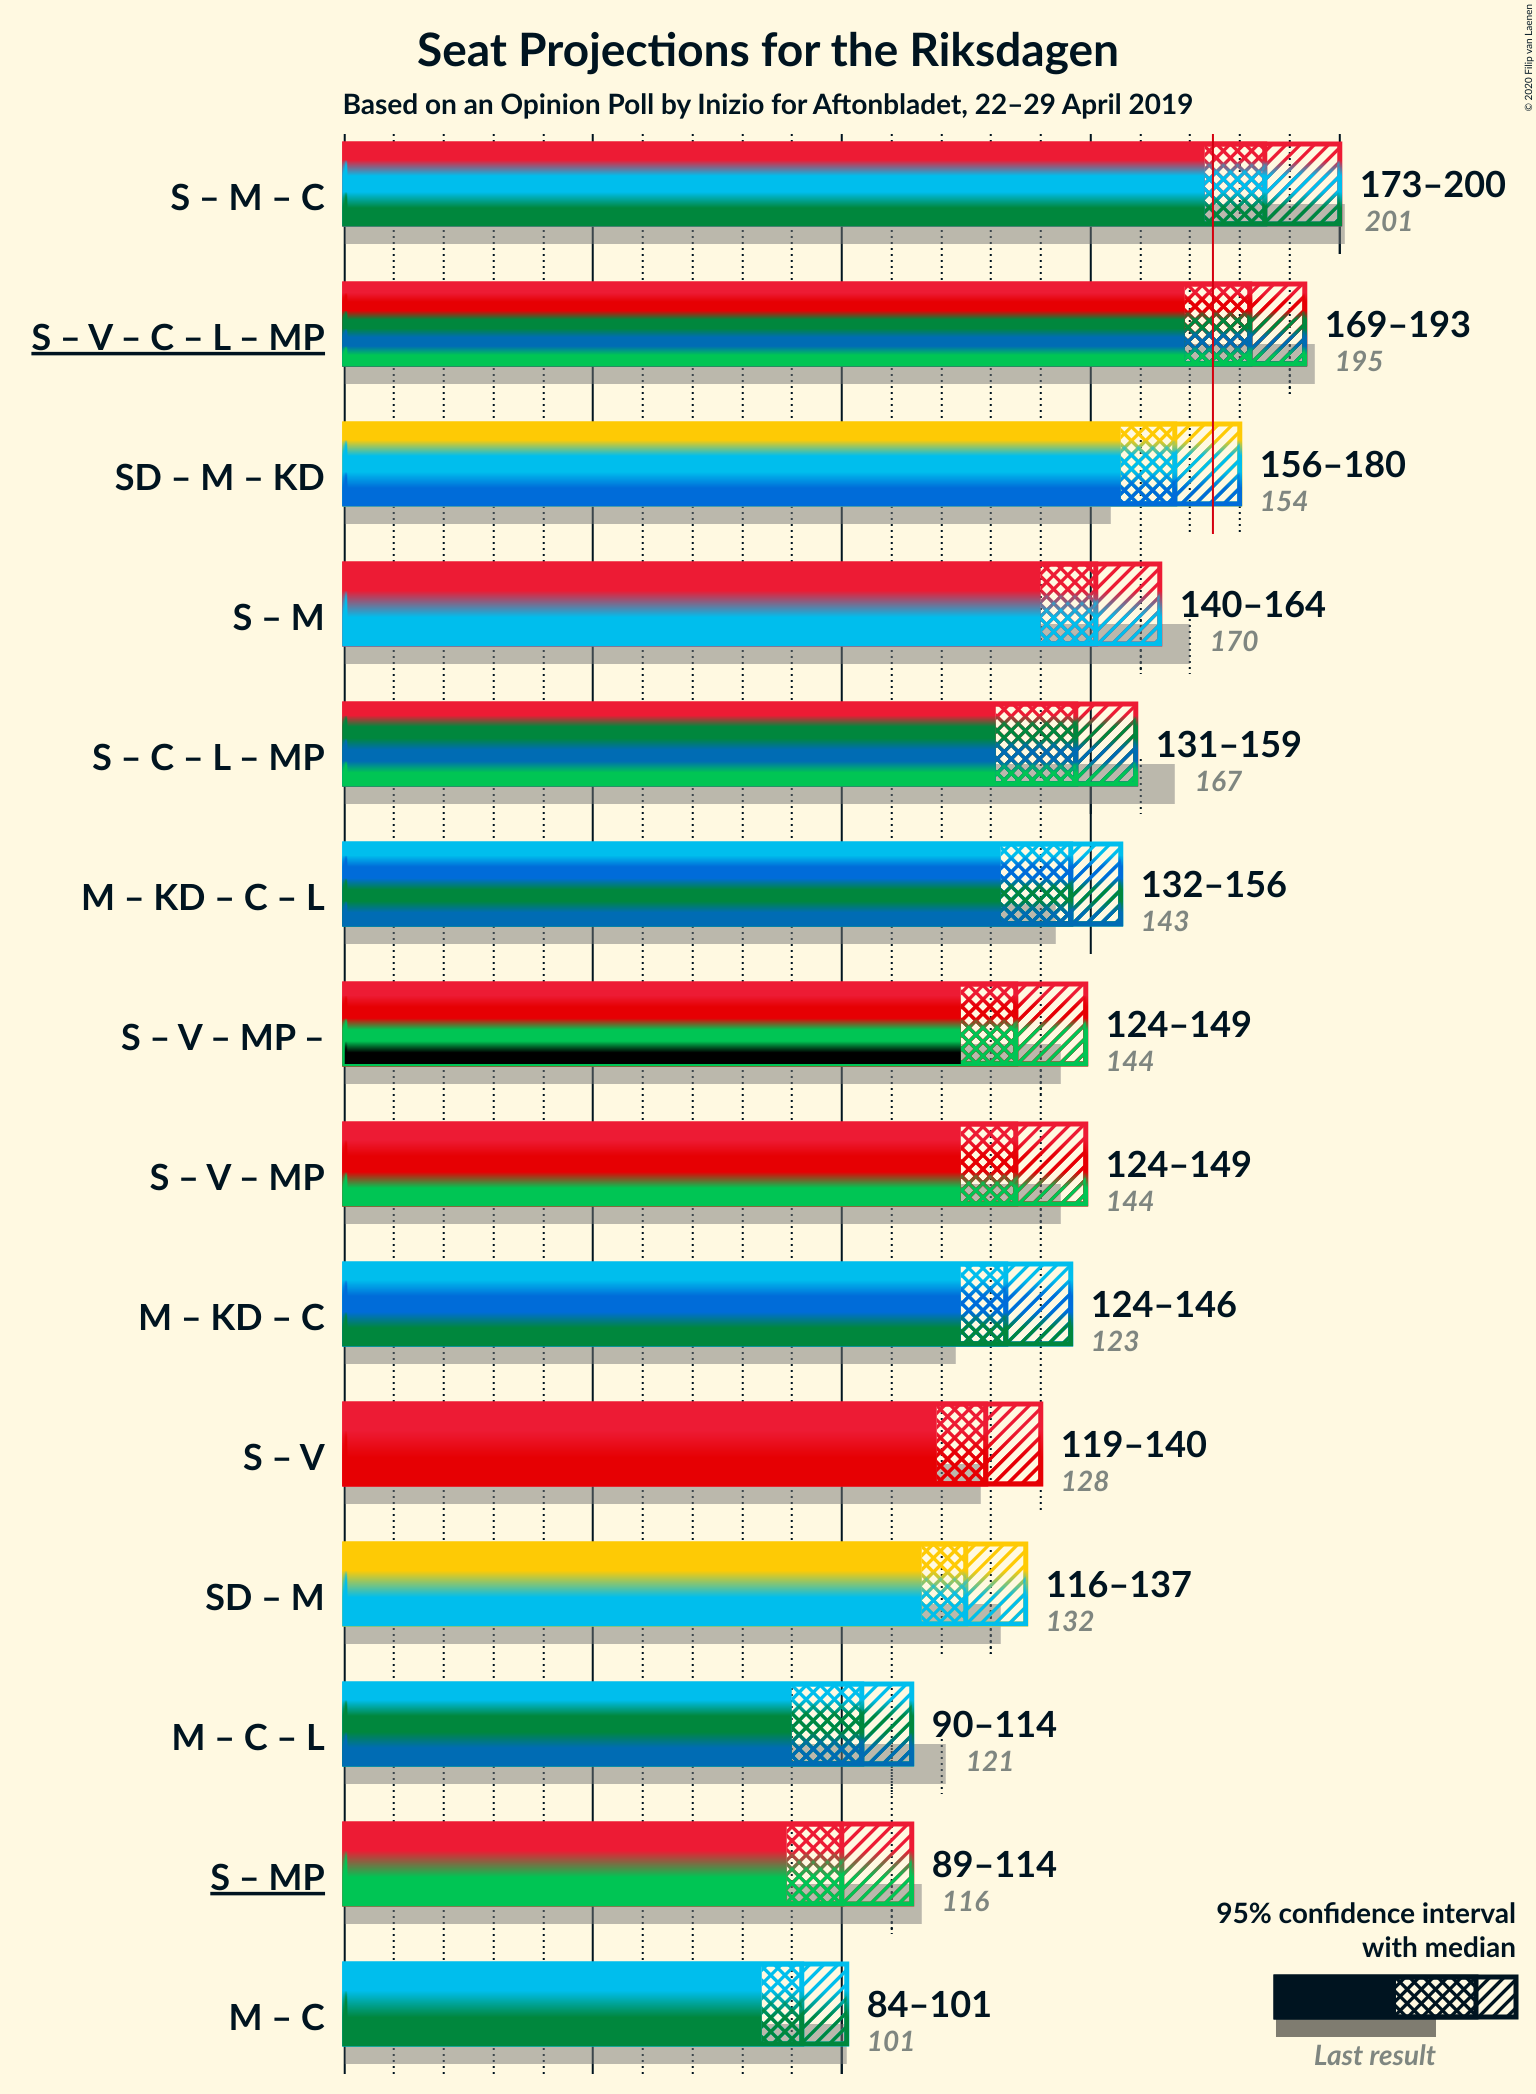 Seat Projections for the Riksdagen
Based on an Opinion Poll by Inizio for Aftonbladet, 22–29 April 2019
© 2020 Filip van Laenen
S – M – C
173–200
201
S – V – C – L – MP
169–193
195
SD – M – KD
156–180
154
S – M
140–164
170
S – C – L – MP
131–159
167
M – KD – C – L
132–156
143
S – V – MP –
124–149
144
S – V – MP
124–149
144
M – KD – C
124–146
123
S – V
119–140
128
SD – M
116–137
132
M – C – L
90–114
121
S – MP
89–114
116
M – C
84–101
101
95% confidence interval
with median
Last result